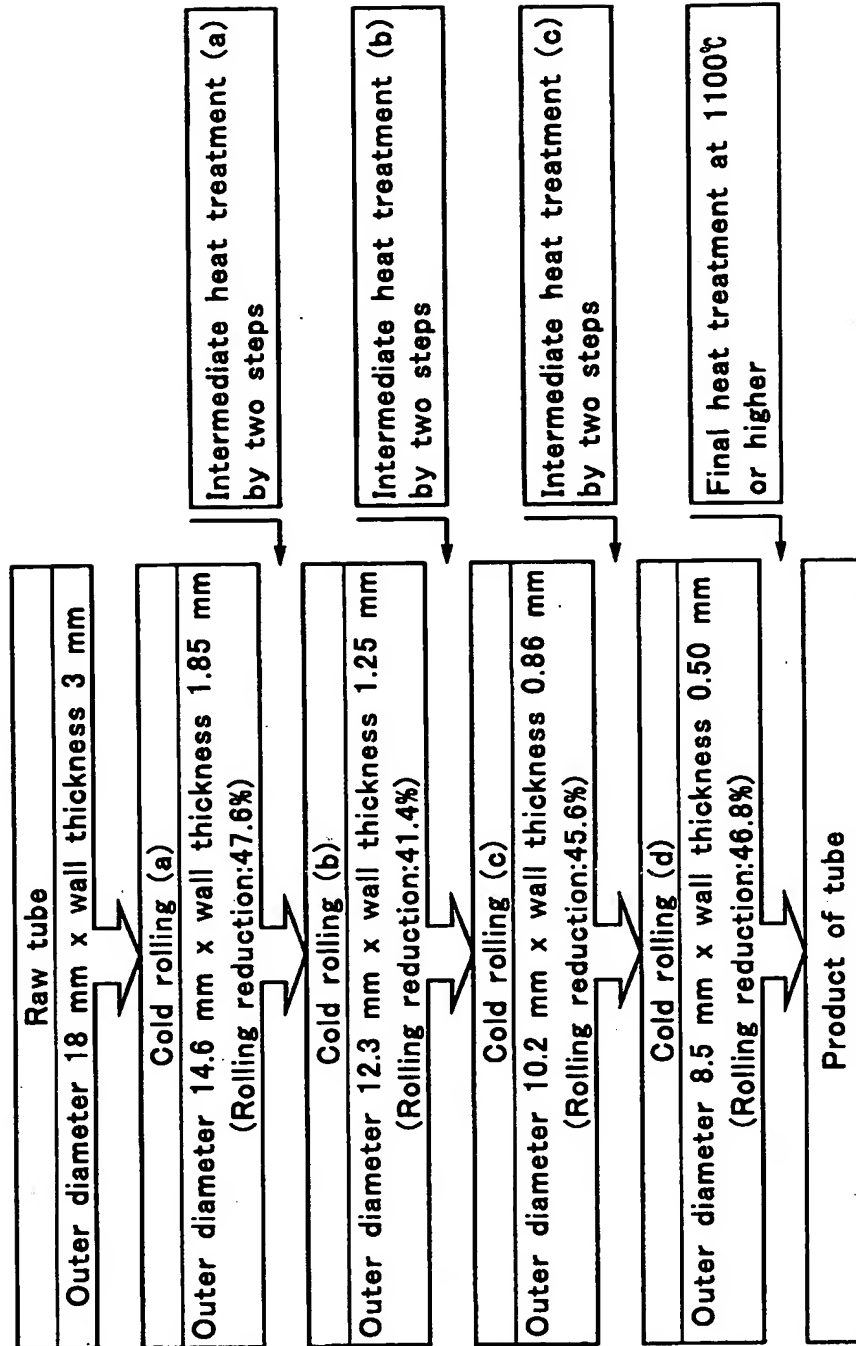 Raw tube
Outer diameter 18 mm x wall thickness 3 mm
Cold rolling (a)
Outer diameter 14.6 mm x wall thickness 1.85 mm
(Rolling reduction:47.6%)
Intermediate heat treatment (a)
by two steps
Cold rolling (b)
Outer diameter 12.3 mm x wall thickness 1.25 mm
(Rolling reduction:41.4%)
Intermediate heat treatment (b)
by two steps
Cold rolling (c)
Outer diameter 10.2 mm x wall thickness 0.86 mm
(Rolling reduction:45.6%)
Intermediate heat treatment (c)
by two steps
Cold rolling (d)
Outer diameter 8.5 mm x wall thickness 0.50 mm
(Rolling reduction:46.8%)
Final heat treatment at 1100℃
or higher
Product of tube